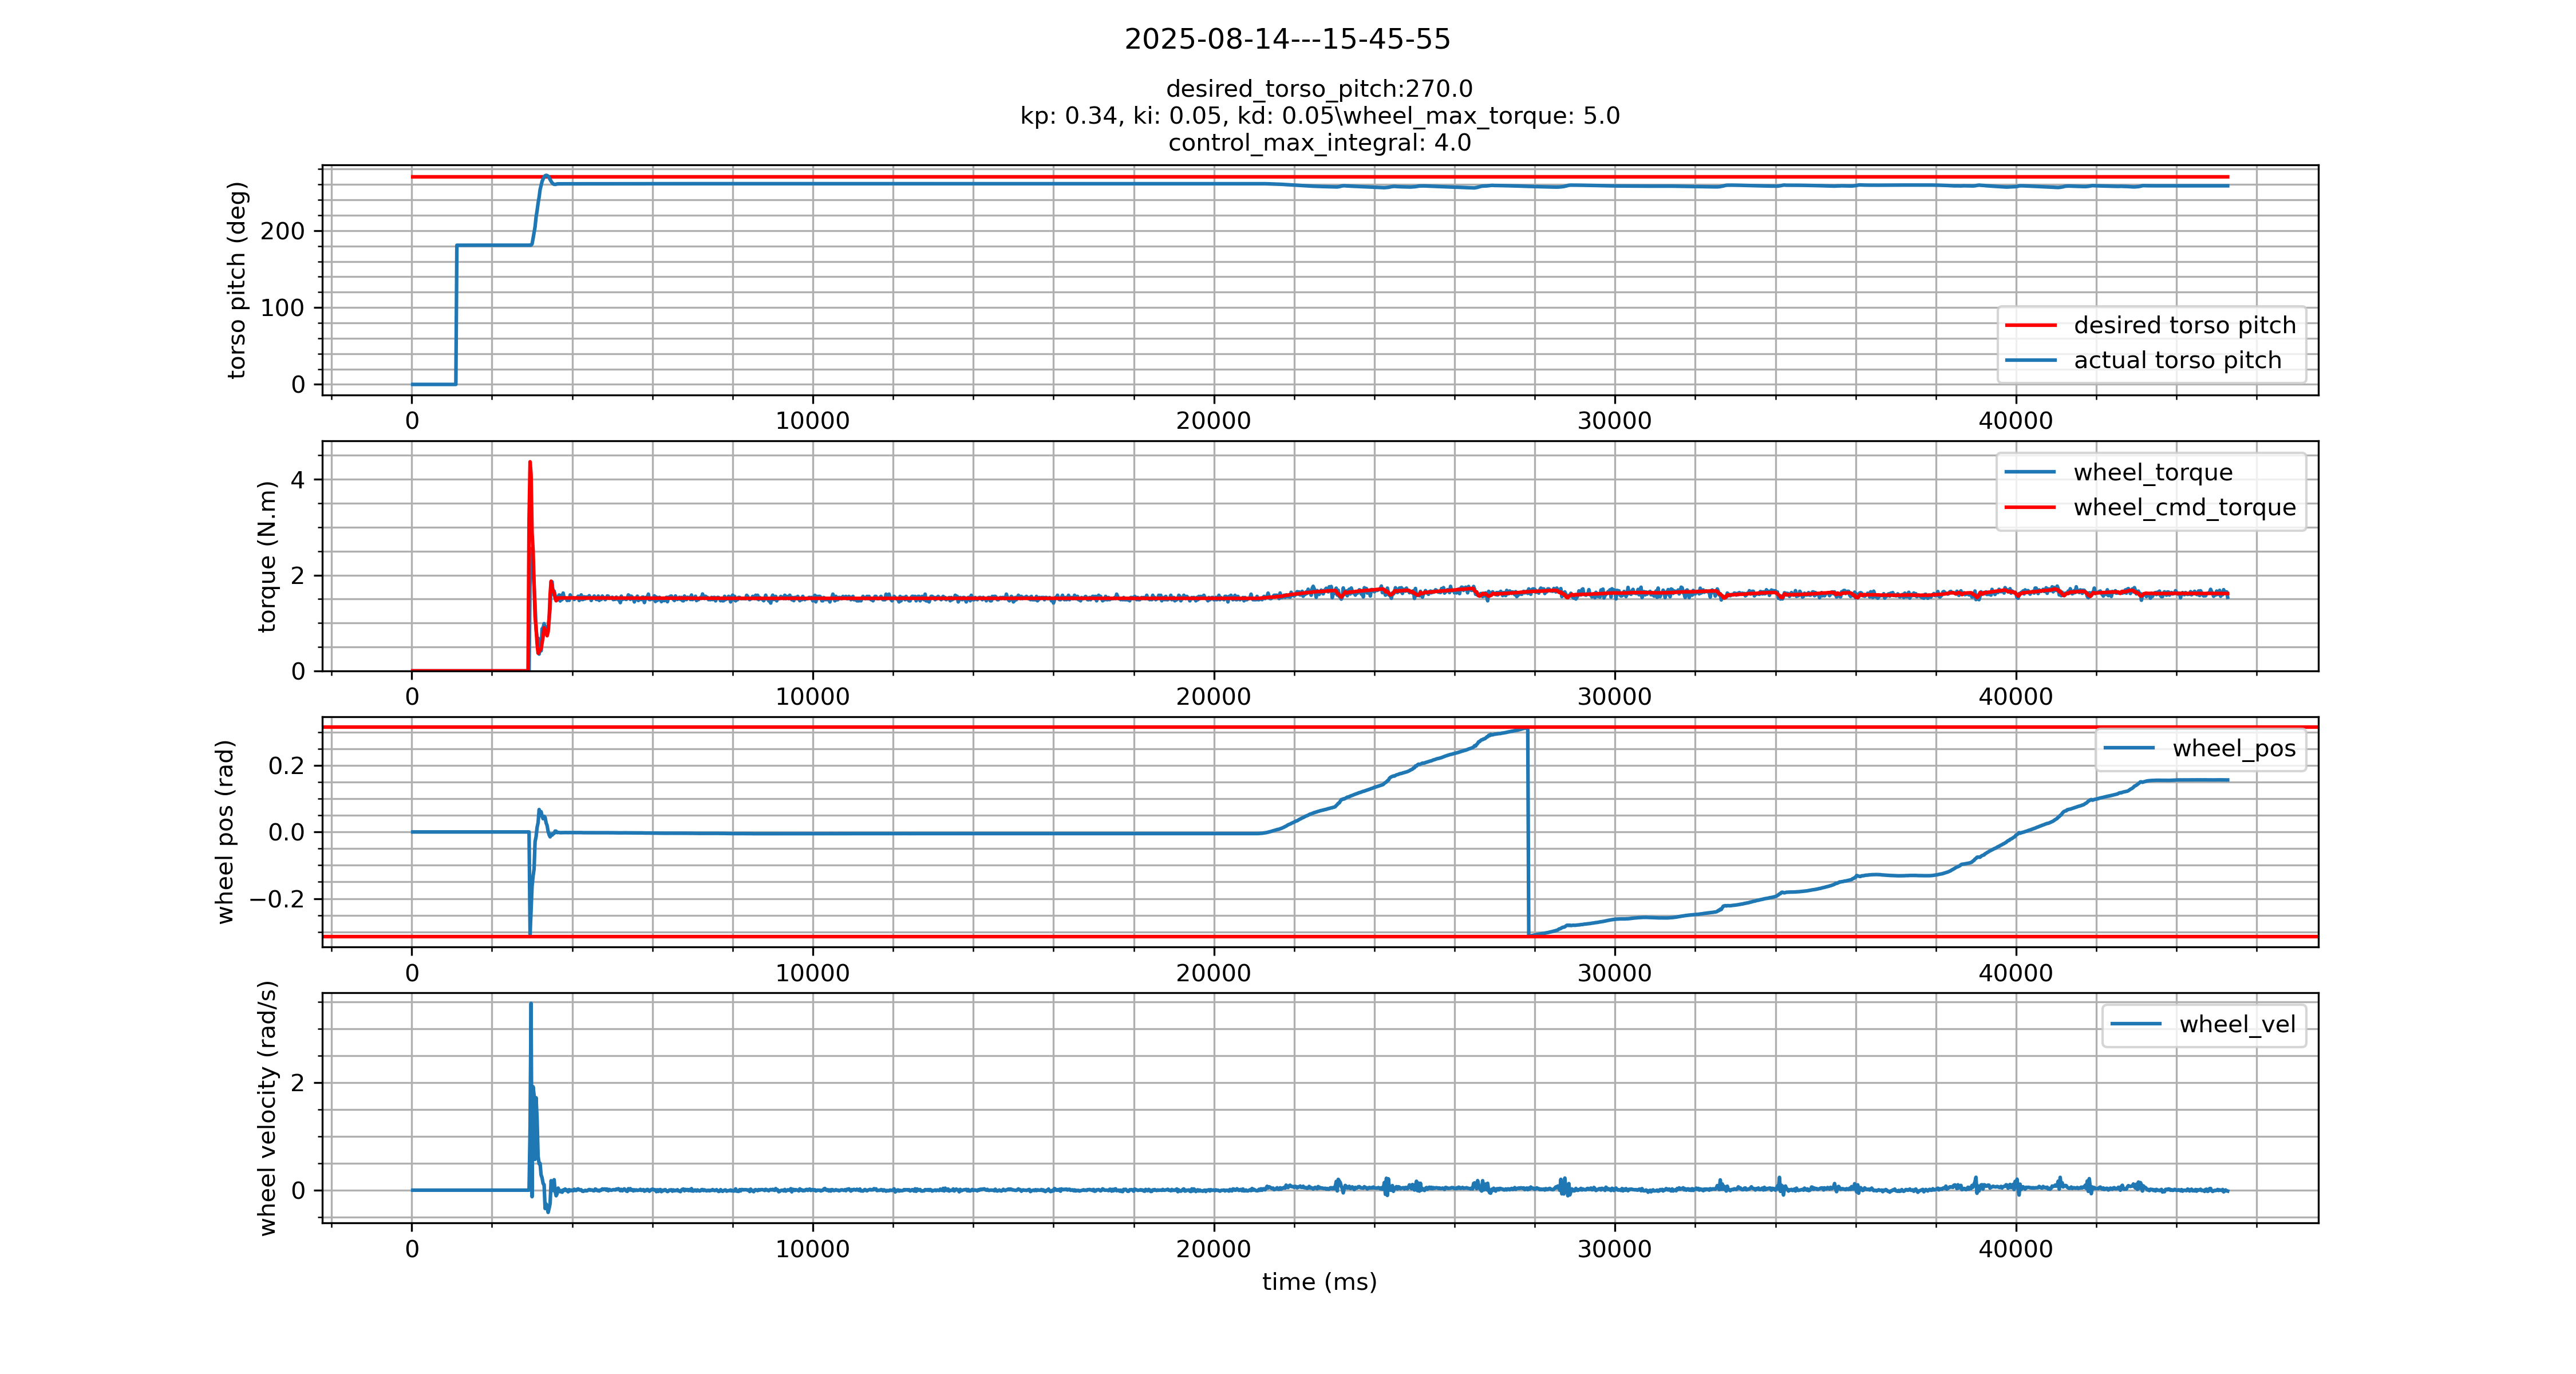 2025-08-14---15-45-55
desired_torso_pitch:270.0
kp: 0.34, ki: 0.05, kd: 0.05\wheel_max_torque: 5.0
control_max_integral: 4.0
torso pitch (deg)
200
100
0
desired torso pitch
actual torso pitch
0 10000 20000 30000 40000
torque (N.m)
4
2
0
wheel_torque
wheel_cmd_torque
0 10000 20000 30000 40000
wheel pos (rad)
0.2
0.0
−0.2
wheel_pos
0 10000 20000 30000 40000
wheel velocity (rad/s)
2
0
wheel_vel
0 10000 20000 30000 40000
time (ms)